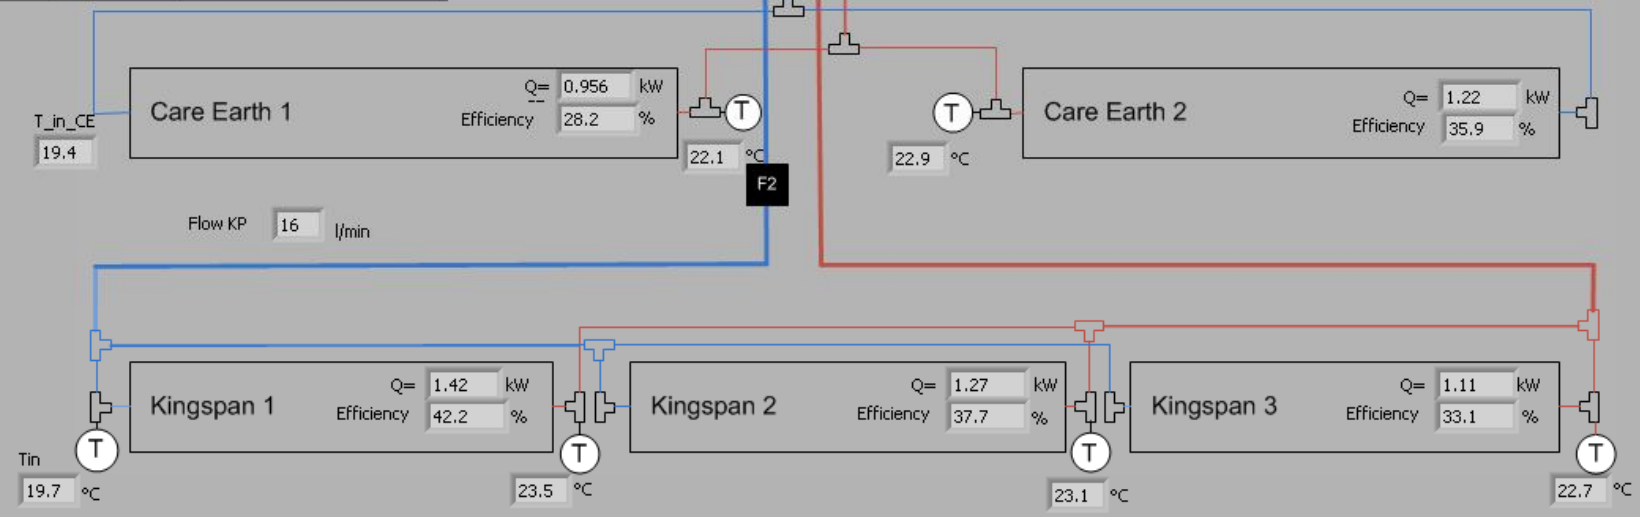 Care Earth 1
Q= 0.956 kW
Efficiency 28.2 %
T_in_CE
19.4
T
22.1 °C
F2
T
22.9 °C
Care Earth 2
Q= 1.22 kW
Efficiency 35.9 %
Flow KP 16 l/min
Kingspan 1
Q= 1.42 kW
Efficiency 42.2 %
Kingspan 2
Q= 1.27 kW
Efficiency 37.7 %
Kingspan 3
Q= 1.11 kW
Efficiency 33.1 %
T
T
T
T
Tin
19.7 °C
23.5 °C
23.1 °C
22.7 °C